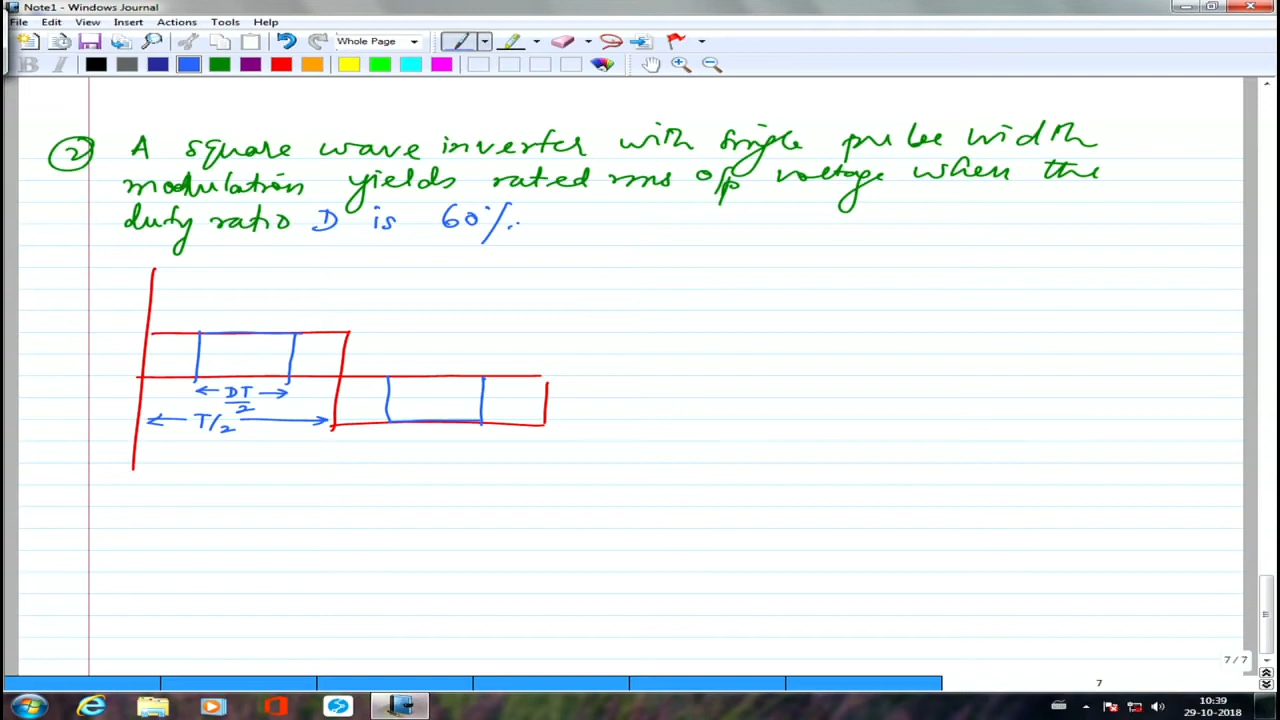 Note1 - Windows Journal
File Edit View Insert Actions Tools Help
Whole Page
B I
② A square wave inverter with single pulse width
modulation yields rated rms o/p voltage when the
duty ratio D is 60%.
DT/2
T/2
7 / 7
7
10:39
29-10-2018